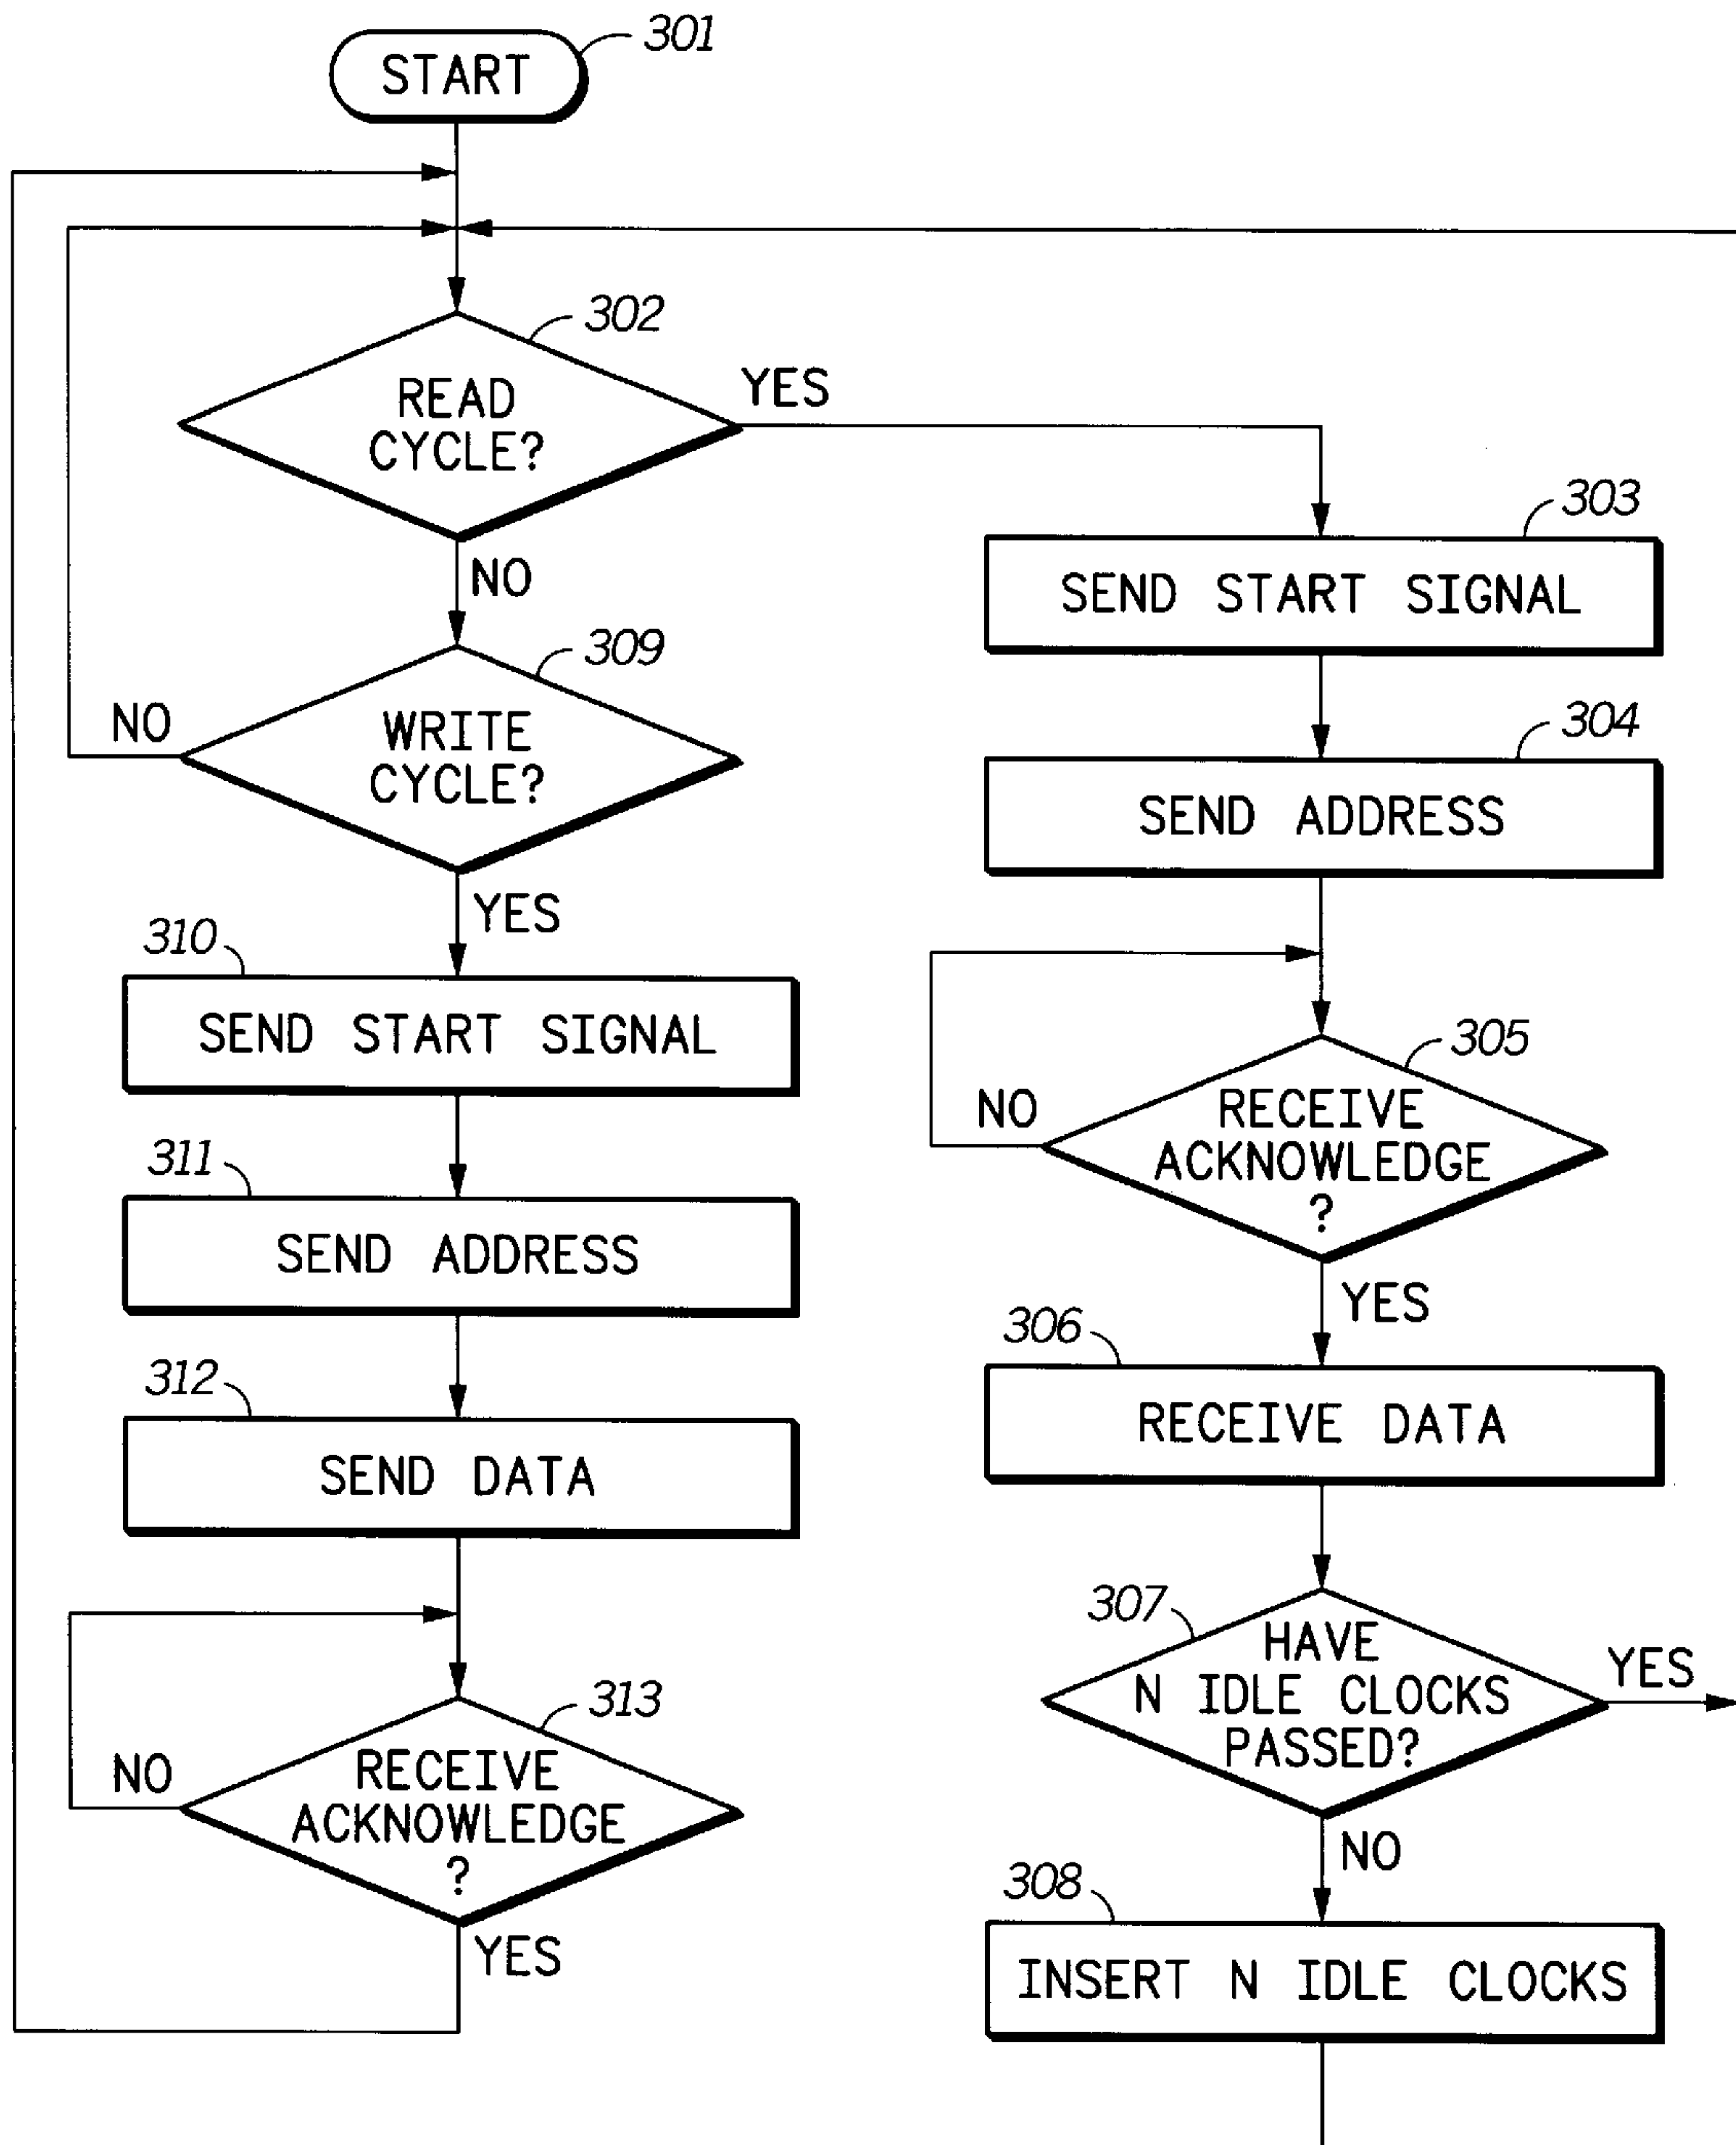 START
301
302
READ
CYCLE?
YES
NO
309
WRITE
CYCLE?
NO
YES
310
SEND START SIGNAL
311
SEND ADDRESS
312
SEND DATA
313
RECEIVE
ACKNOWLEDGE
?
NO
YES
303
SEND START SIGNAL
304
SEND ADDRESS
305
RECEIVE
ACKNOWLEDGE
?
NO
YES
306
RECEIVE DATA
307
HAVE
N IDLE CLOCKS
PASSED?
YES
NO
308
INSERT N IDLE CLOCKS